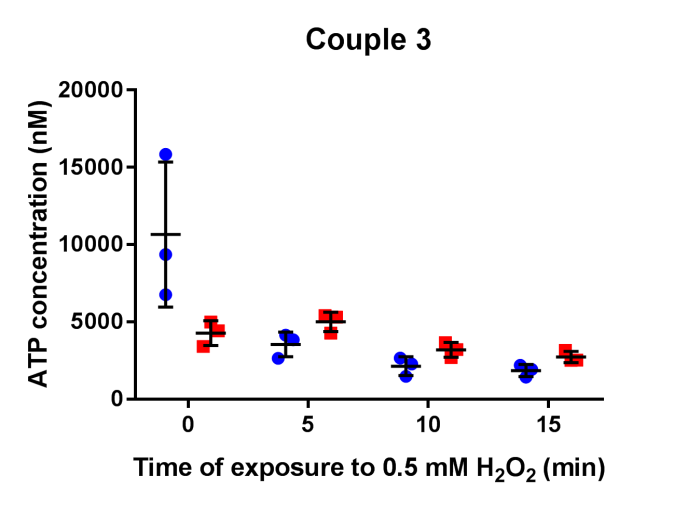 Couple 3
ATP concentration (nM)
20000
15000
10000
5000
0
0 5 10 15
Time of exposure to 0.5 mM H₂O₂ (min)